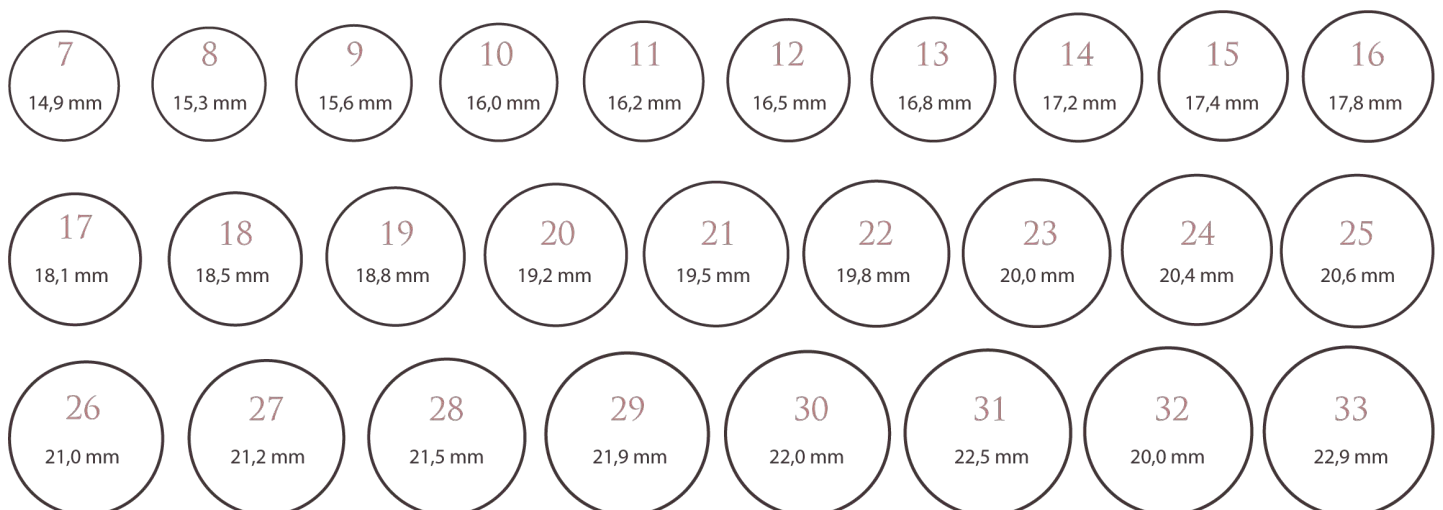 7 8 9 10 11 12 13 14 15 16
14,9 mm 15,3 mm 15,6 mm 16,0 mm 16,2 mm 16,5 mm 16,8 mm 17,2 mm 17,4 mm 17,8 mm
17 18 19 20 21 22 23 24 25
18,1 mm 18,5 mm 18,8 mm 19,2 mm 19,5 mm 19,8 mm 20,0 mm 20,4 mm 20,6 mm
26 27 28 29 30 31 32 33
21,0 mm 21,2 mm 21,5 mm 21,9 mm 22,0 mm 22,5 mm 20,0 mm 22,9 mm